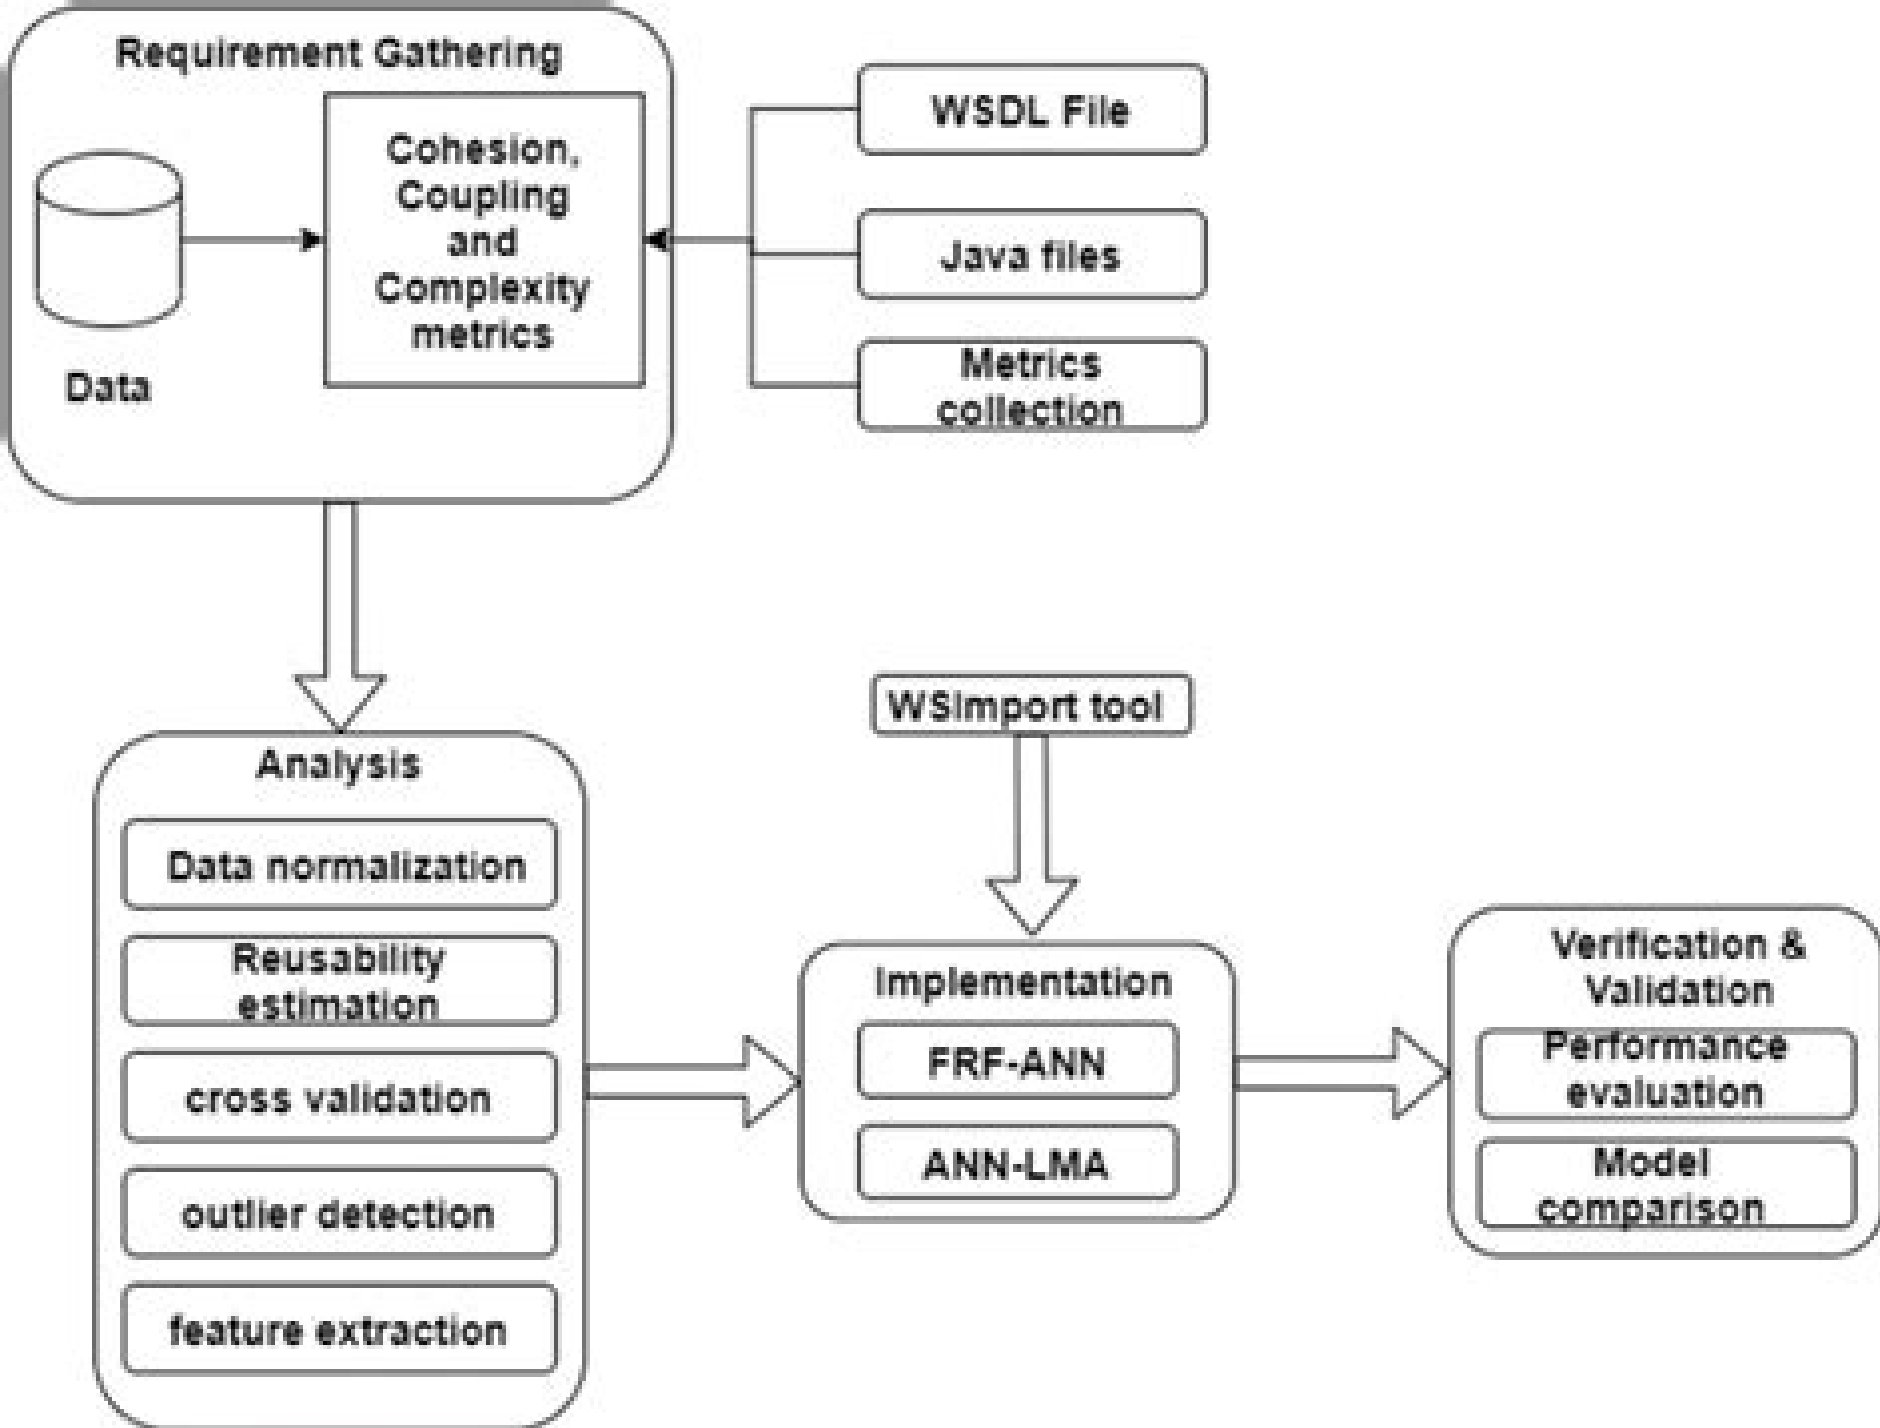 Requirement Gathering
Cohesion,
Coupling
and
Complexity
metrics
Data
WSDL File
Java files
Metrics
collection
WSImport tool
Analysis
Data normalization
Reusability
estimation
cross validation
outlier detection
feature extraction
Implementation
FRF-ANN
ANN-LMA
Verification &
Validation
Performance
evaluation
Model
comparison